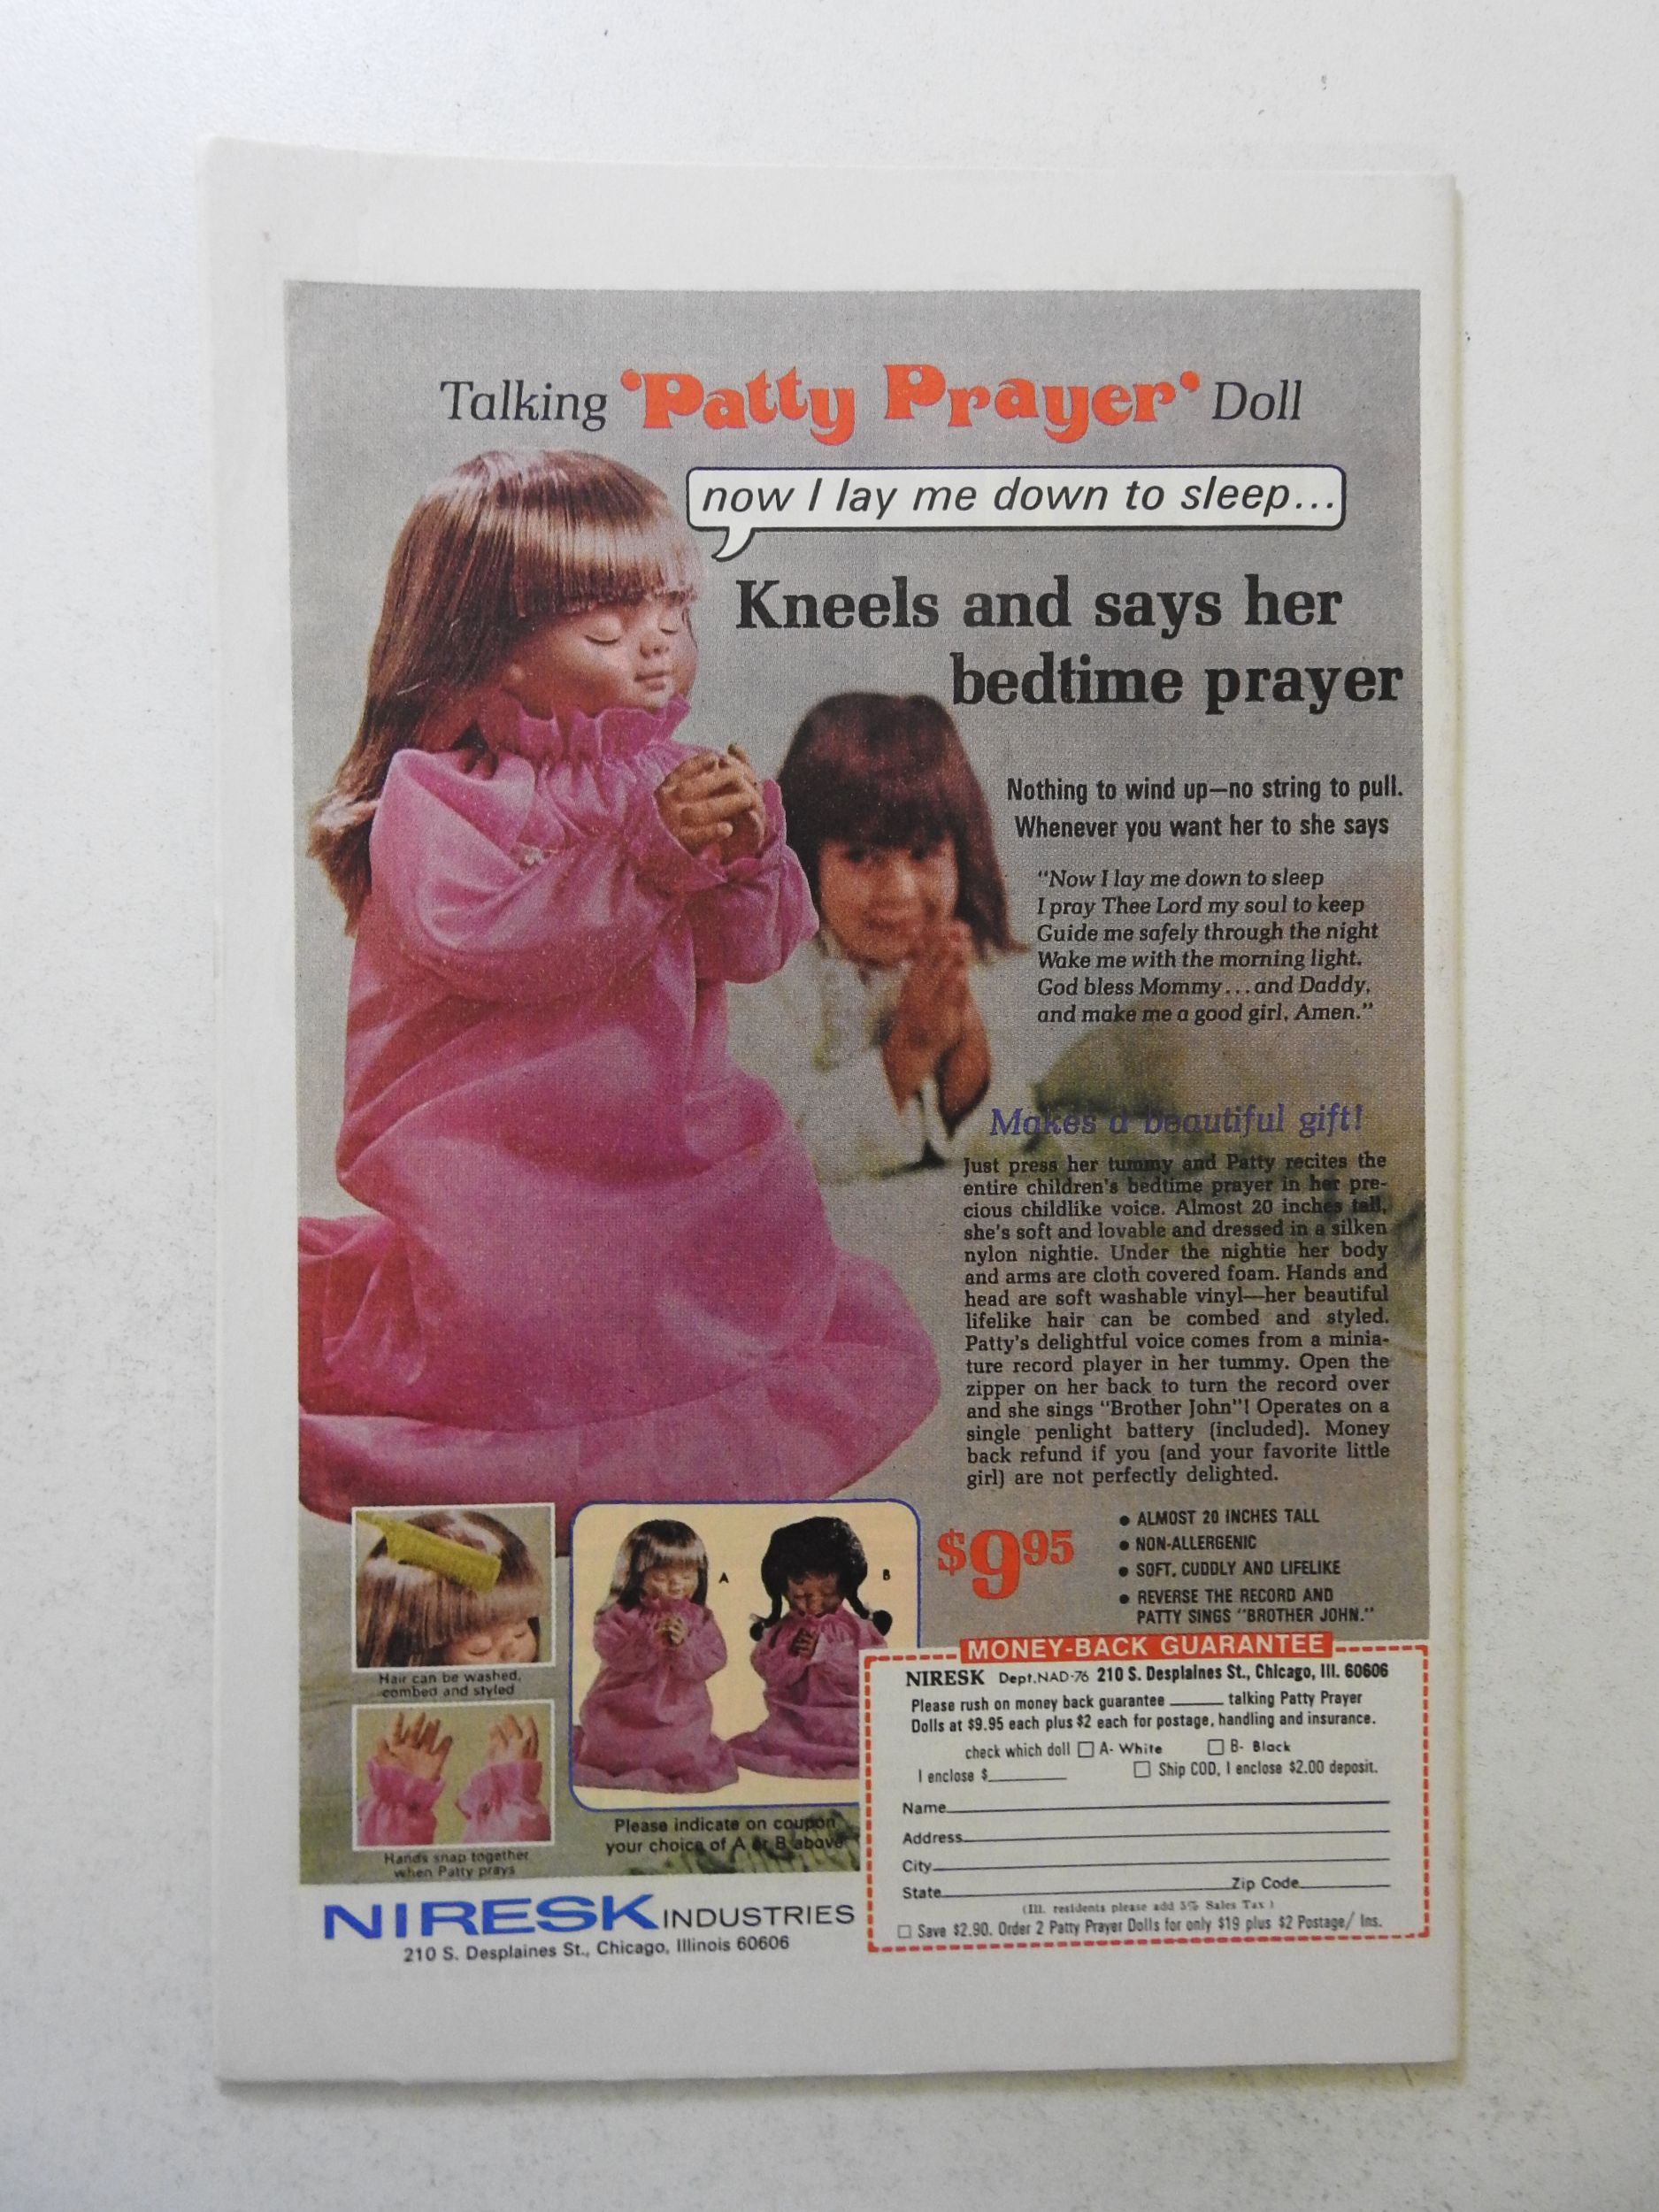 Talking 'Patty Prayer' Doll
now I lay me down to sleep...
Kneels and says her
bedtime prayer
Nothing to wind up—no string to pull.
Whenever you want her to she says
"Now I lay me down to sleep
I pray Thee Lord my soul to keep
Guide me safely through the night
Wake me with the morning light.
God bless Mommy...and Daddy,
and make me a good girl, Amen."
Makes a beautiful gift!
Just press her tummy and Patty recites the
entire children's bedtime prayer in her pre-
cious childlike voice. Almost 20 inches tall,
she's soft and lovable and dressed in a silken
nylon nightie. Under the nightie her body
and arms are cloth covered foam. Hands and
head are soft washable vinyl—her beautiful
lifelike hair can be combed and styled.
Patty's delightful voice comes from a minia-
ture record player in her tummy. Open the
zipper on her back to turn the record over
and she sings "Brother John"! Operates on a
single penlight battery (included). Money
back refund if you (and your favorite little
girl) are not perfectly delighted.
$9.95
• ALMOST 20 INCHES TALL
• NON-ALLERGENIC
• SOFT, CUDDLY AND LIFELIKE
• REVERSE THE RECORD AND
PATTY SINGS "BROTHER JOHN."
Hair can be washed,
combed and styled
Hands snap together
when Patty prays
A
B
Please indicate on coupon
your choice of A or B above
NIRESK INDUSTRIES
210 S. Desplaines St., Chicago, Illinois 60606
MONEY-BACK GUARANTEE
NIRESK Dept.NAD-76 210 S. Desplaines St., Chicago, Ill. 60606
Please rush on money back guarantee ______ talking Patty Prayer
Dolls at $9.95 each plus $2 each for postage, handling and insurance.
check which doll □ A- White □ B- Black
I enclose $__________ □ Ship COD, I enclose $2.00 deposit.
Name
Address
City
State Zip Code
(Ill. residents please add 5% Sales Tax)
□ Save $2.90. Order 2 Patty Prayer Dolls for only $19 plus $2 Postage/ Ins.